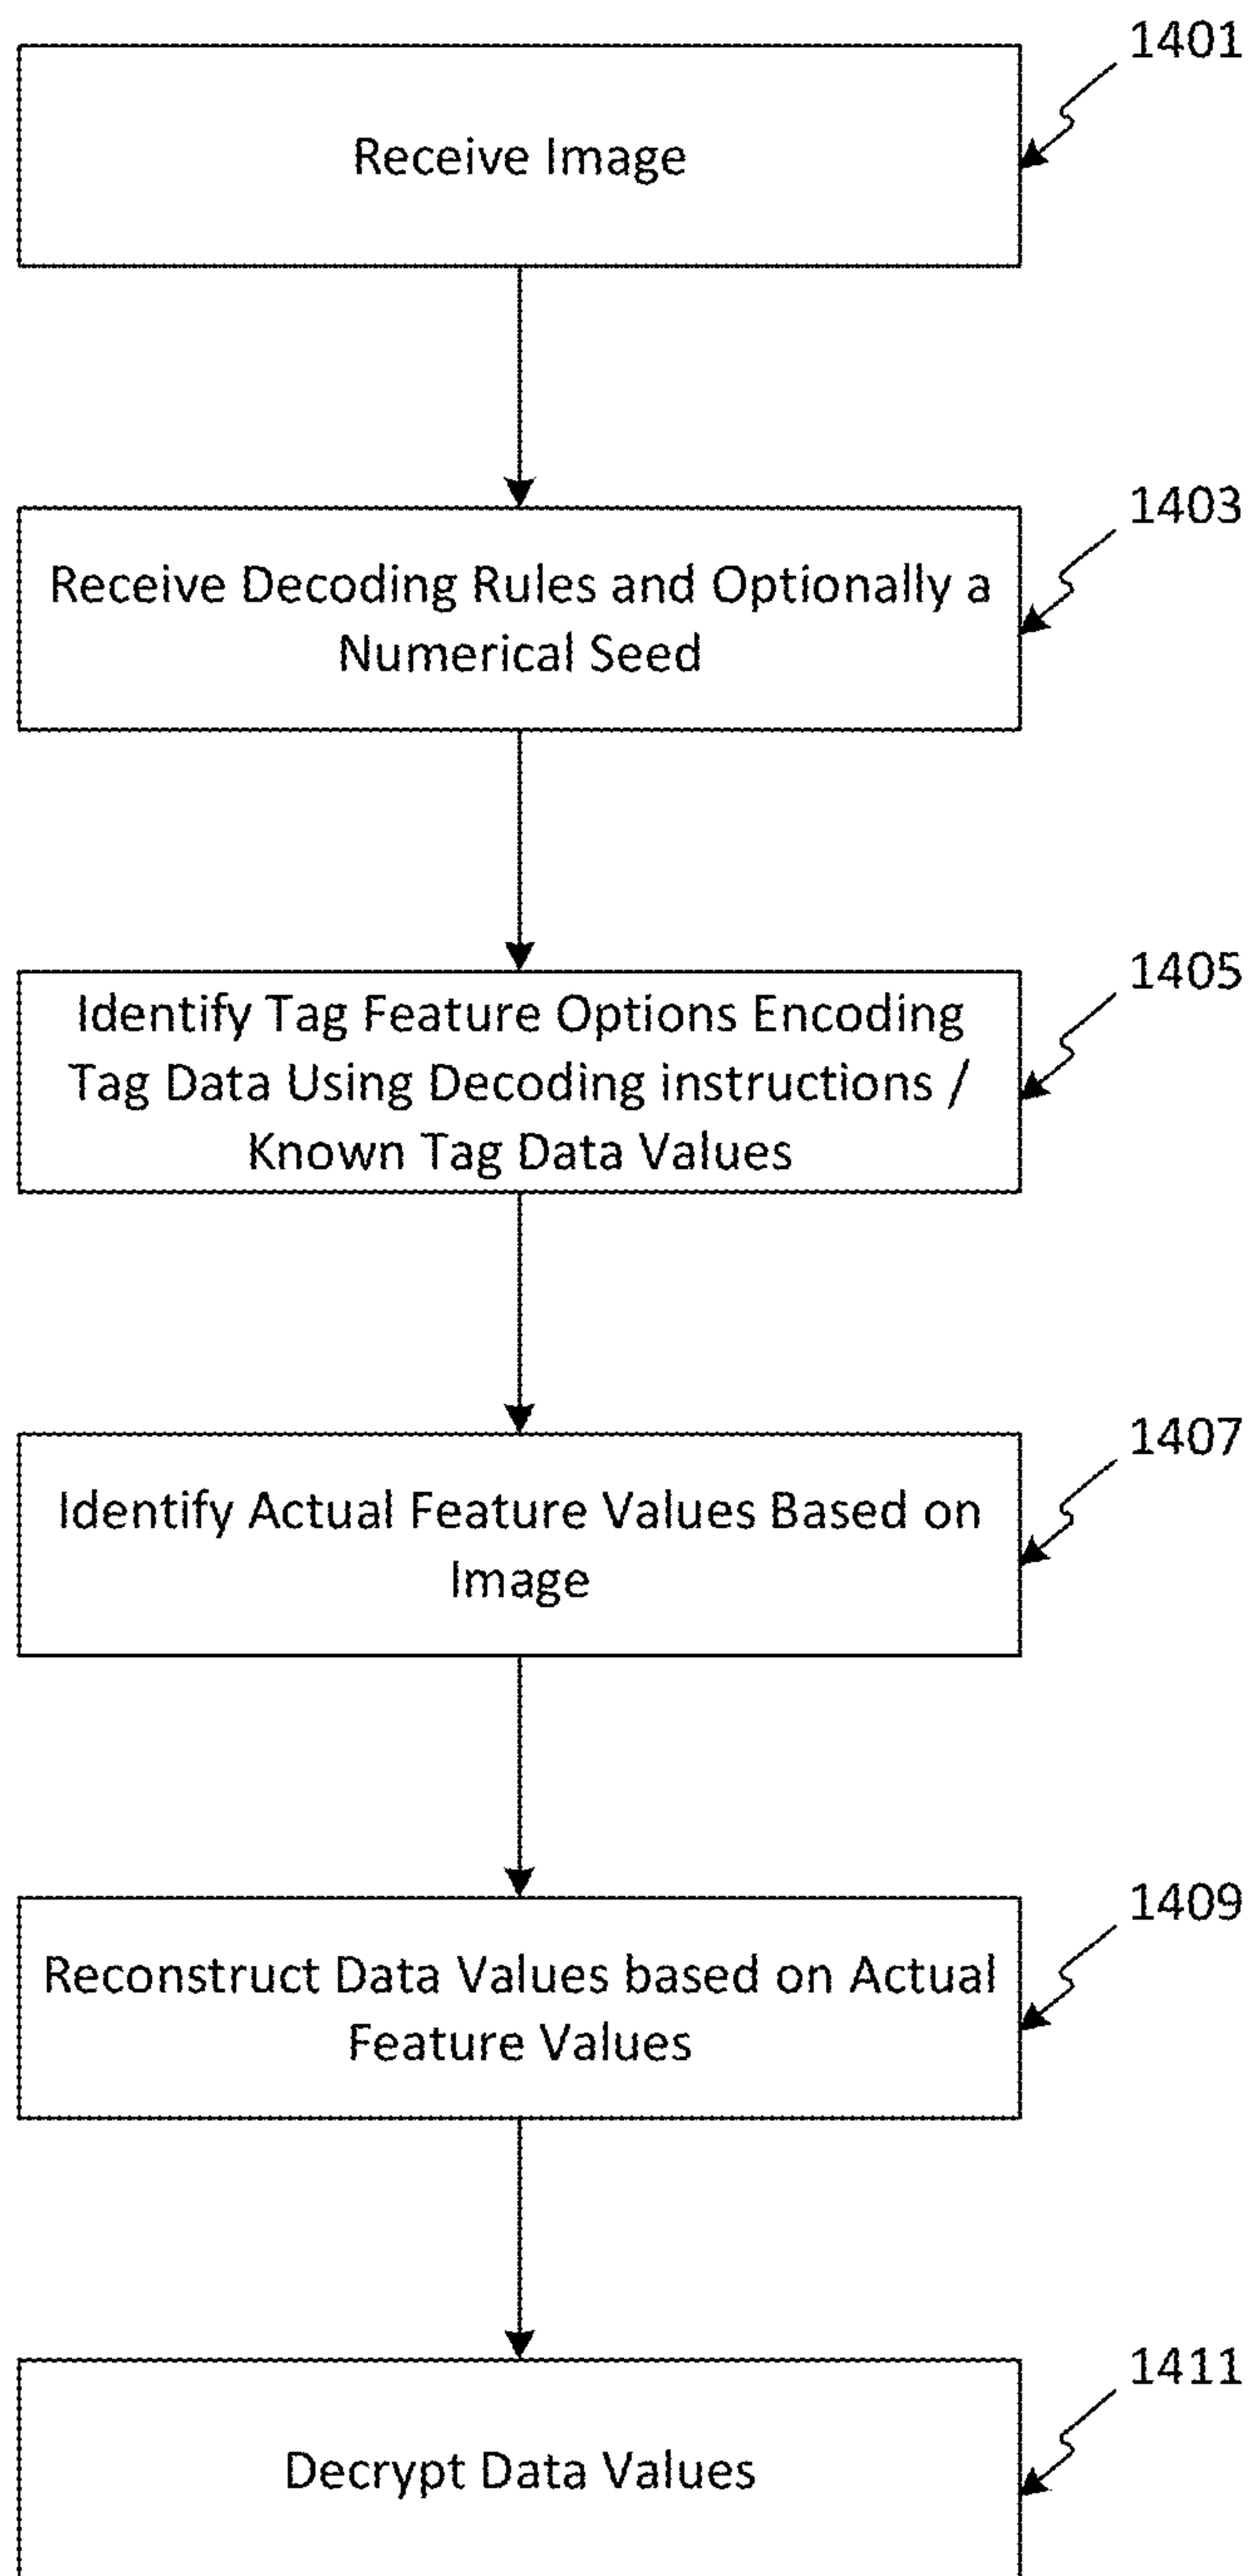 1401
Receive Image
1403
Receive Decoding Rules and Optionally a
Numerical Seed
1405
Identify Tag Feature Options Encoding
Tag Data Using Decoding instructions /
Known Tag Data Values
1407
Identify Actual Feature Values Based on
Image
1409
Reconstruct Data Values based on Actual
Feature Values
1411
Decrypt Data Values